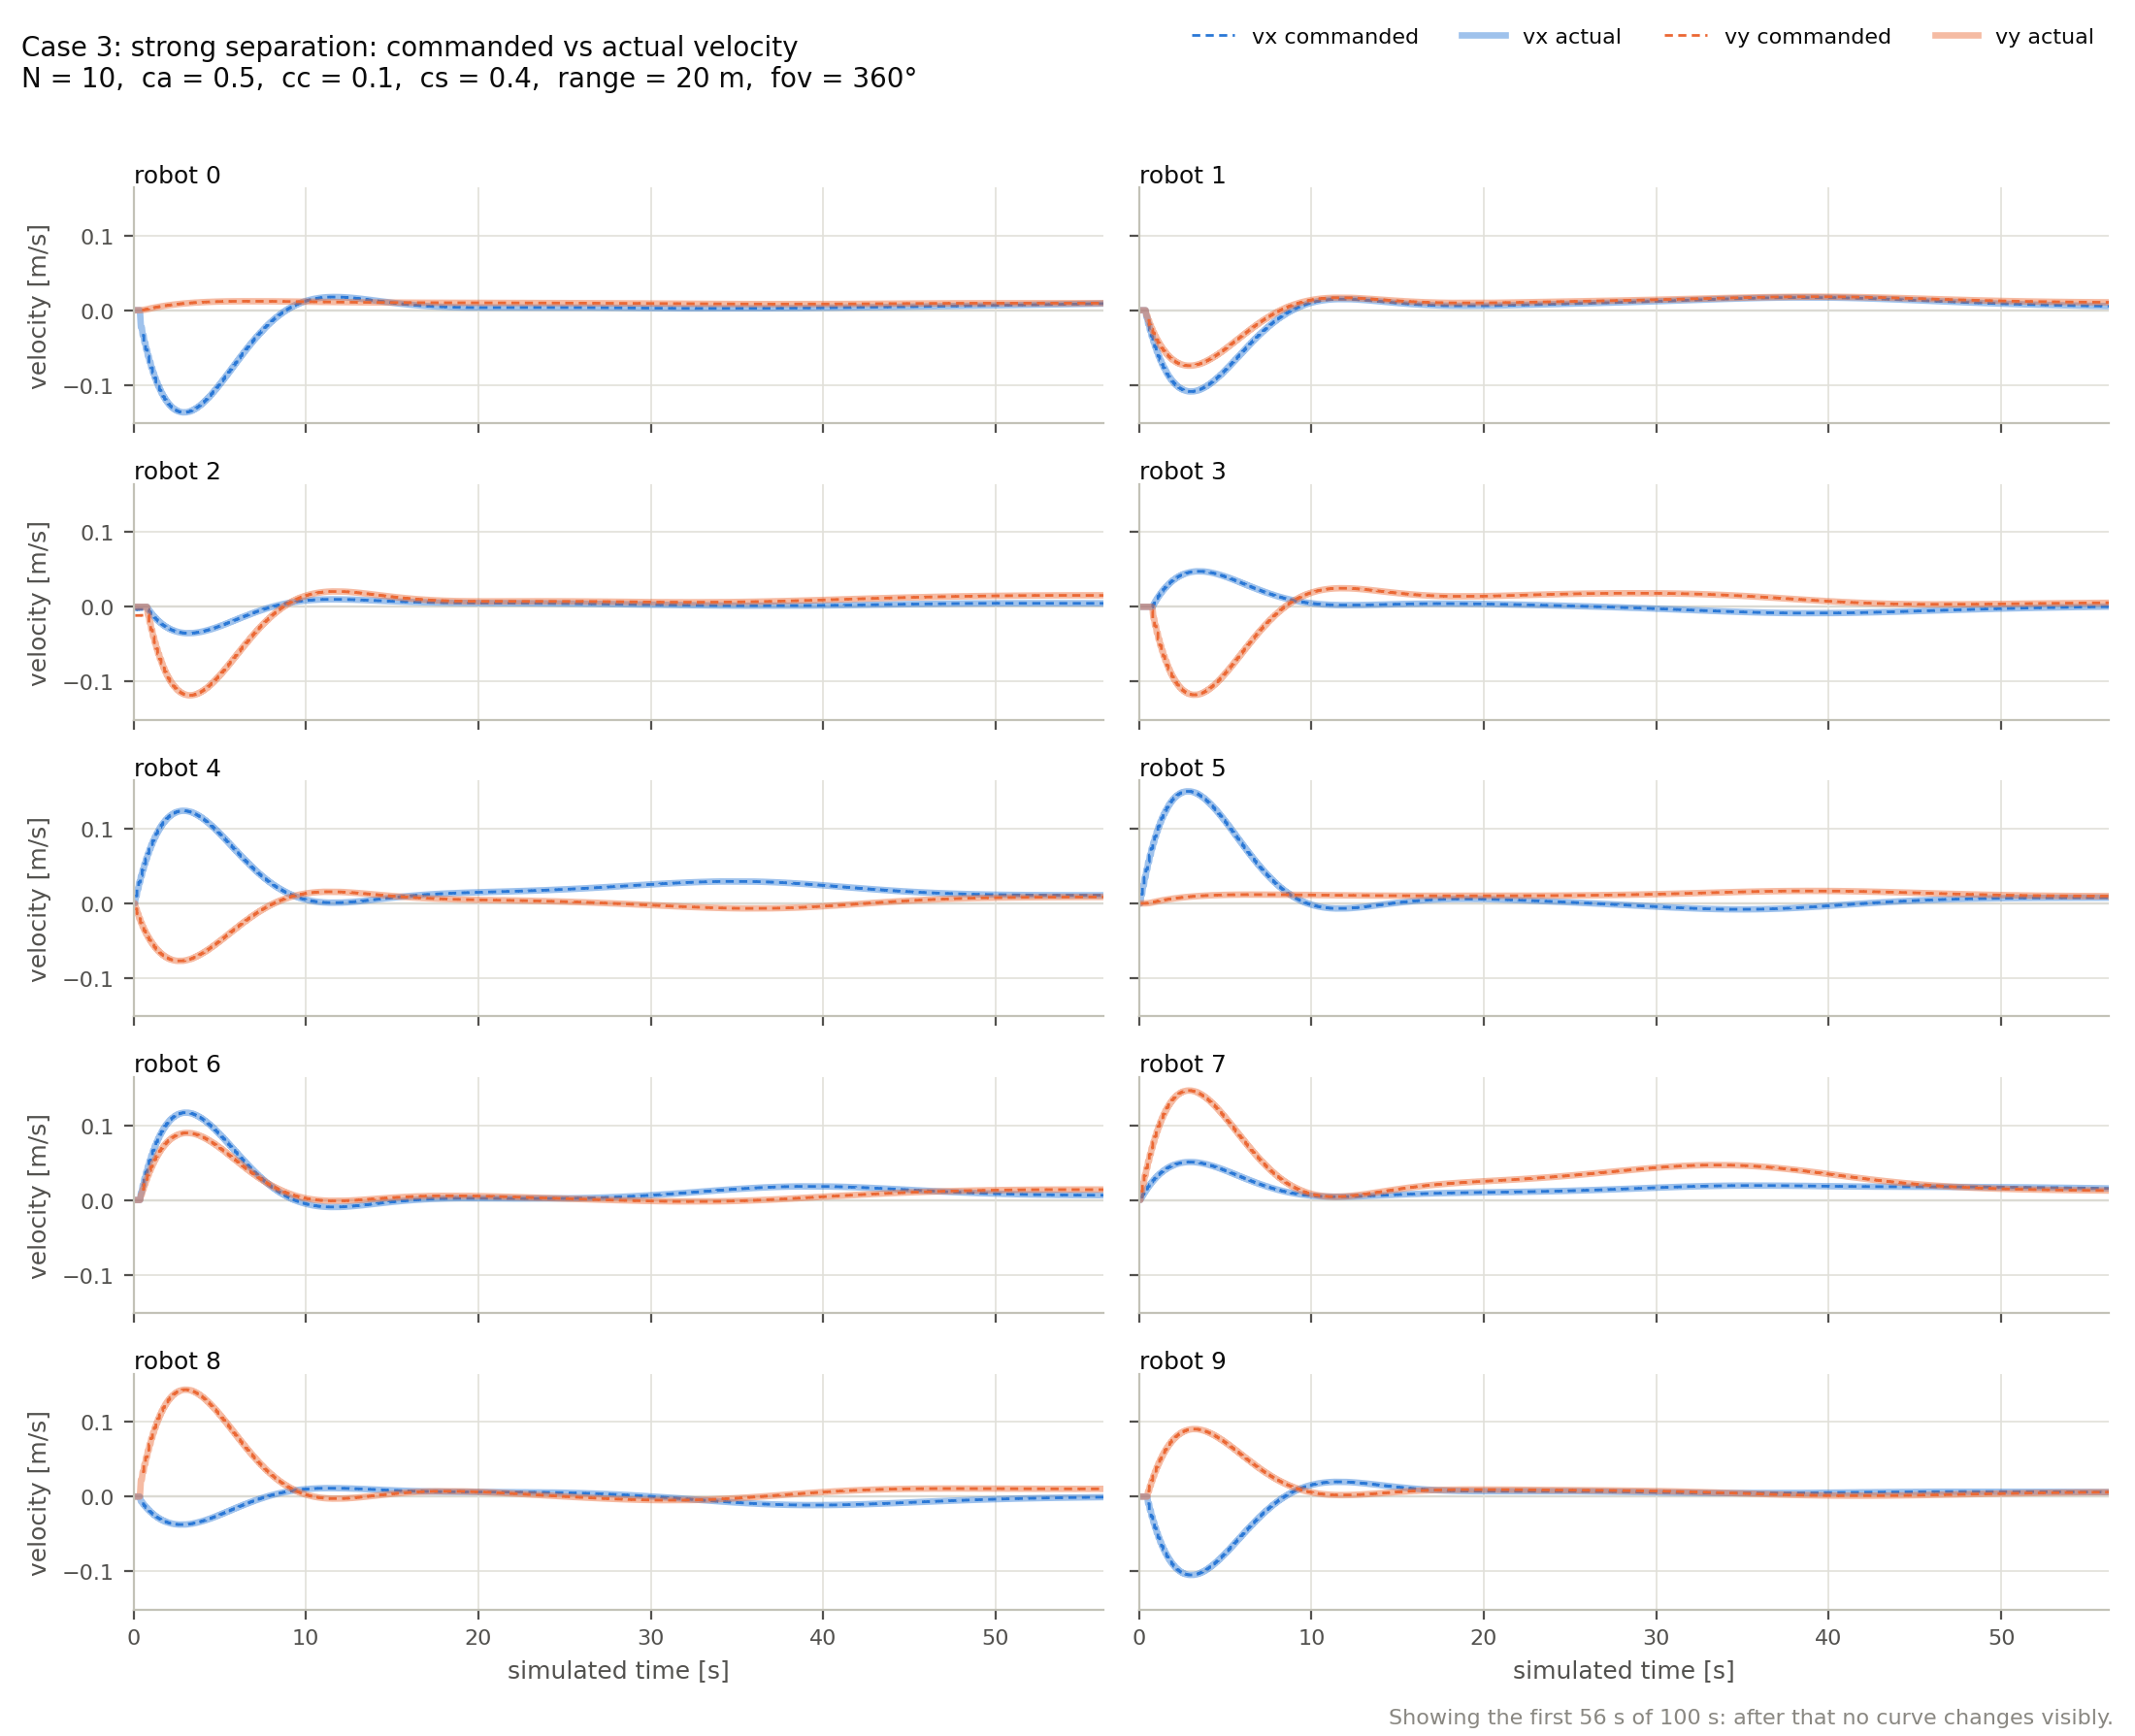 Case 3: strong separation: commanded vs actual velocity
N = 10, ca = 0.5, cc = 0.1, cs = 0.4, range = 20 m, fov = 360°
vx commanded vx actual vy commanded vy actual
robot 0
velocity [m/s]
0.1
0.0
−0.1
robot 1
robot 2
velocity [m/s]
0.1
0.0
−0.1
robot 3
robot 4
velocity [m/s]
0.1
0.0
−0.1
robot 5
robot 6
velocity [m/s]
0.1
0.0
−0.1
robot 7
robot 8
velocity [m/s]
0.1
0.0
−0.1
0 10 20 30 40 50
simulated time [s]
robot 9
0 10 20 30 40 50
simulated time [s]
Showing the first 56 s of 100 s: after that no curve changes visibly.